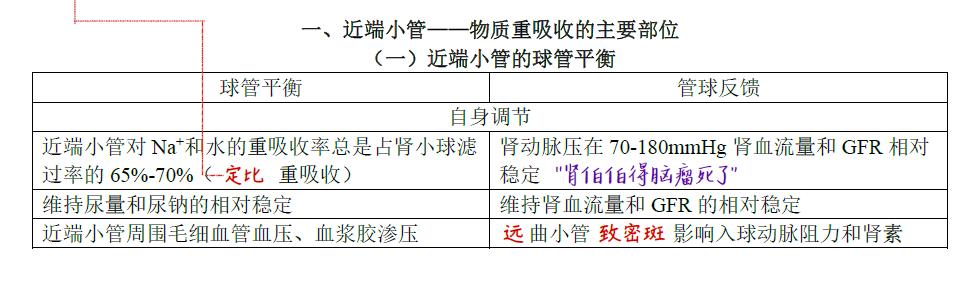 一、近端小管——物质重吸收的主要部位
（一）近端小管的球管平衡
球管平衡 管球反馈
自身调节
近端小管对 Na⁺和水的重吸收率总是占肾小球滤
过率的 65%-70%（定比 重吸收）
肾动脉压在 70-180mmHg 肾血流量和 GFR 相对
稳定 "肾伯伯得脑瘤死了"
维持尿量和尿钠的相对稳定 维持肾血流量和 GFR 的相对稳定
近端小管周围毛细血管血压、血浆胶渗压 远 曲小管 致密斑 影响入球动脉阻力和肾素